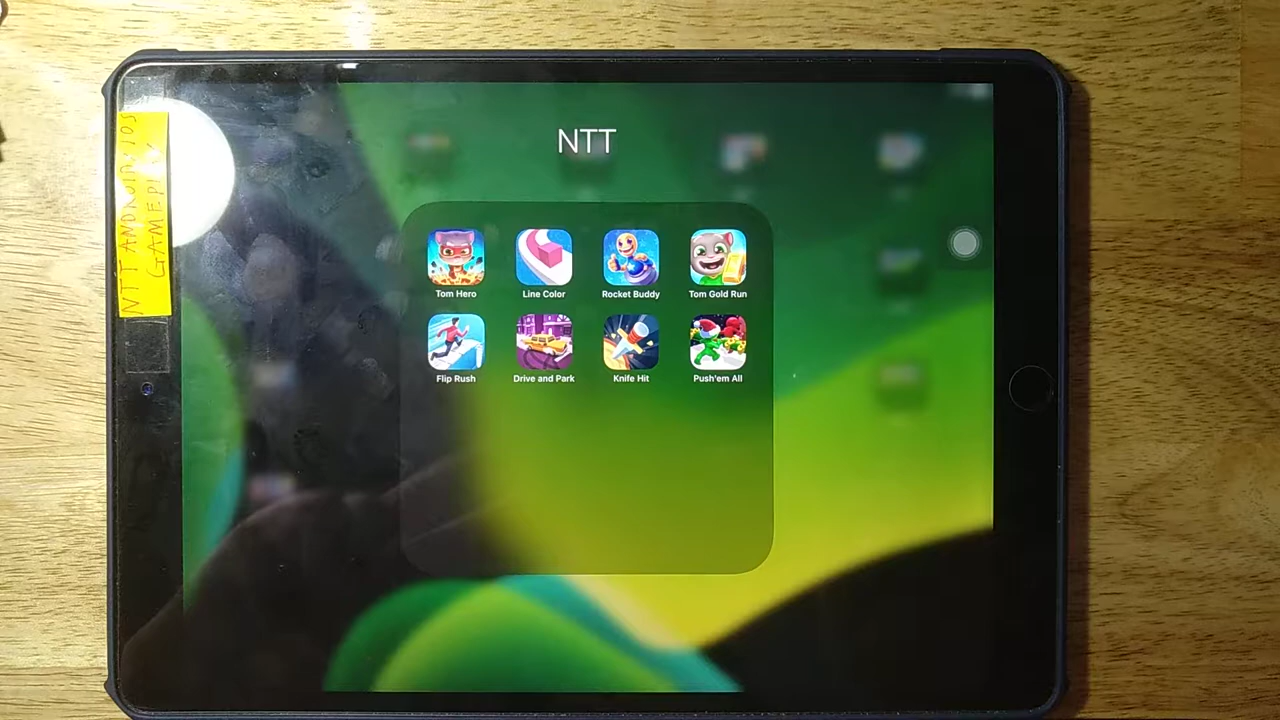 NTT ANDROID/IOS
GAMEPLAY
NTT
Tom Hero
Line Color
Rocket Buddy
Tom Gold Run
Flip Rush
Drive and Park
Knife Hit
Push'em All